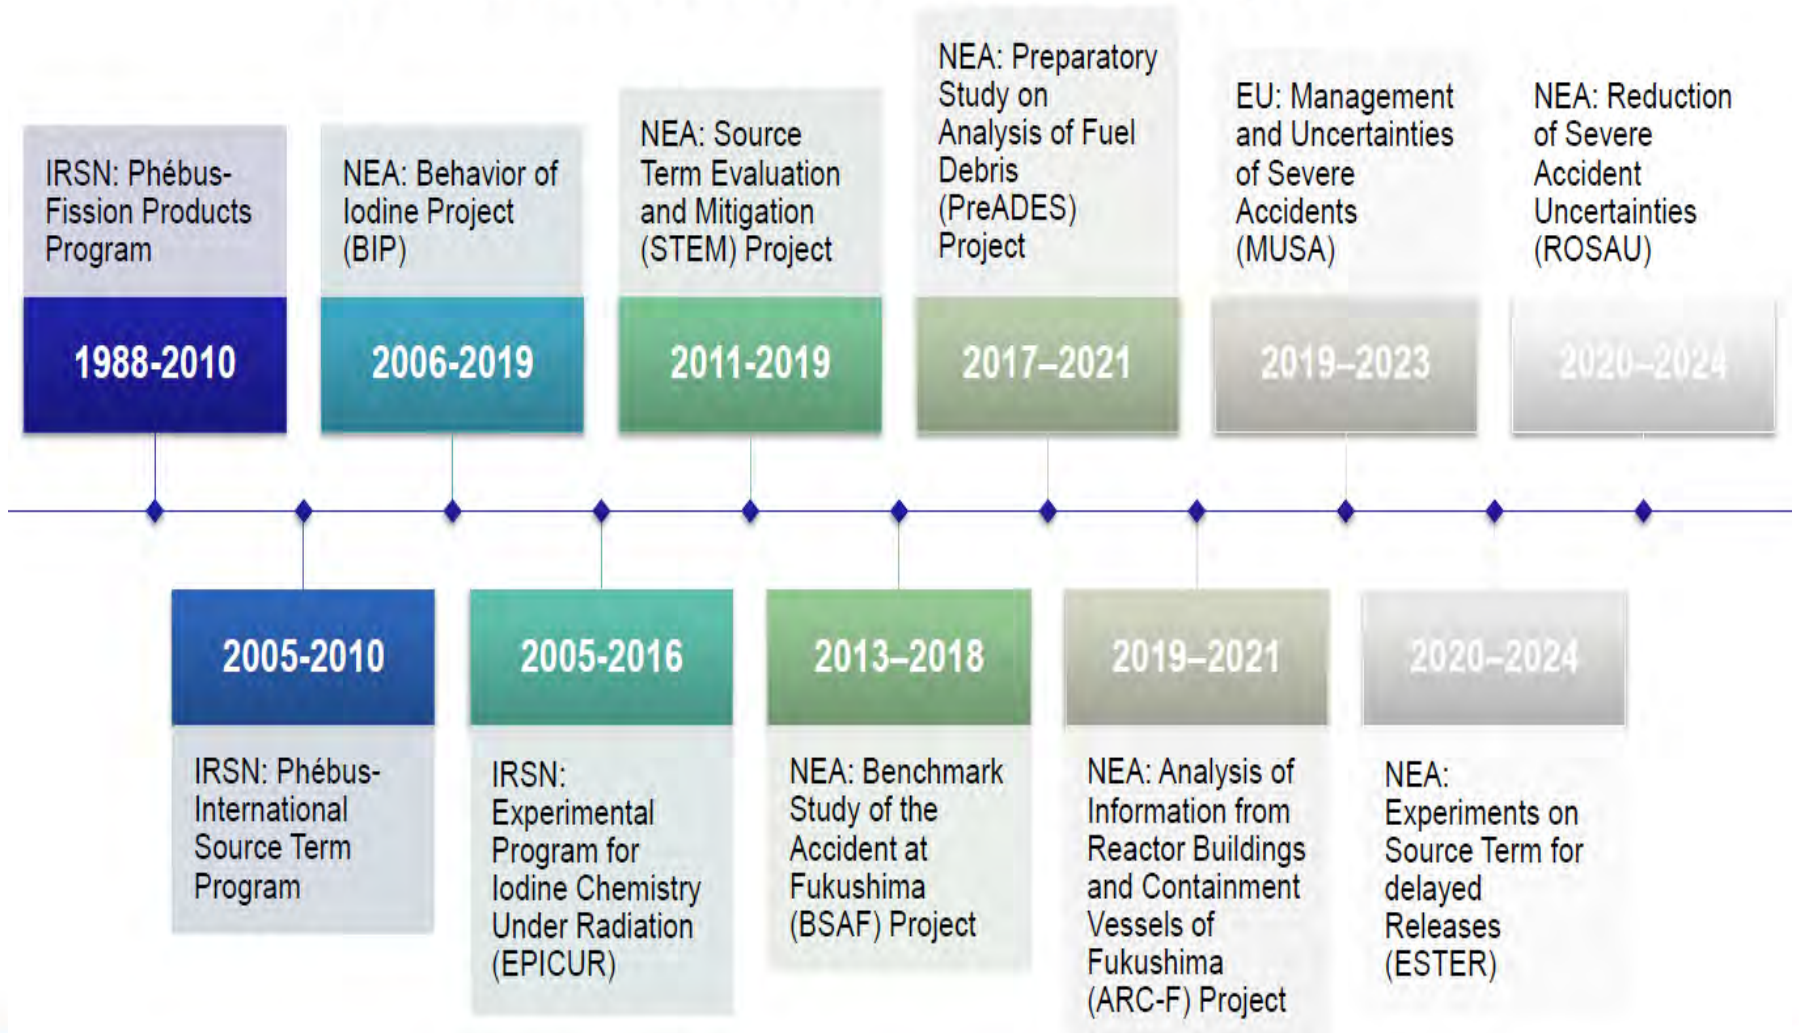 IRSN: Phébus-
Fission Products
Program
1988-2010
NEA: Behavior of
Iodine Project
(BIP)
2006-2019
NEA: Source
Term Evaluation
and Mitigation
(STEM) Project
2011-2019
NEA: Preparatory
Study on
Analysis of Fuel
Debris
(PreADES)
Project
2017–2021
EU: Management
and Uncertainties
of Severe
Accidents
(MUSA)
2019–2023
NEA: Reduction
of Severe
Accident
Uncertainties
(ROSAU)
2020–2024
2005-2010
IRSN: Phébus-
International
Source Term
Program
2005-2016
IRSN:
Experimental
Program for
Iodine Chemistry
Under Radiation
(EPICUR)
2013–2018
NEA: Benchmark
Study of the
Accident at
Fukushima
(BSAF) Project
2019–2021
NEA: Analysis of
Information from
Reactor Buildings
and Containment
Vessels of
Fukushima
(ARC-F) Project
2020–2024
NEA:
Experiments on
Source Term for
delayed
Releases
(ESTER)